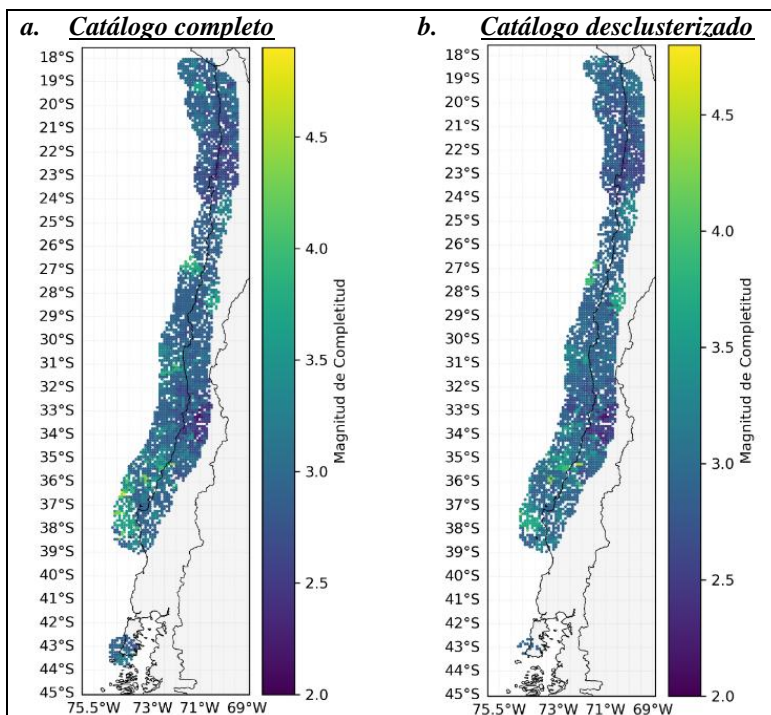 a. Catálogo completo
18°S
19°S
20°S
21°S
22°S
23°S
24°S
25°S
26°S
27°S
28°S
29°S
30°S
31°S
32°S
33°S
34°S
35°S
36°S
37°S
38°S
39°S
40°S
41°S
42°S
43°S
44°S
45°S
75.5°W 73°W 71°W 69°W
4.5
4.0
3.5
3.0
2.5
2.0
Magnitud de Completitud
b. Catálogo desclusterizado
18°S
19°S
20°S
21°S
22°S
23°S
24°S
25°S
26°S
27°S
28°S
29°S
30°S
31°S
32°S
33°S
34°S
35°S
36°S
37°S
38°S
39°S
40°S
41°S
42°S
43°S
44°S
45°S
75.5°W 73°W 71°W 69°W
4.5
4.0
3.5
3.0
2.5
2.0
Magnitud de Completitud